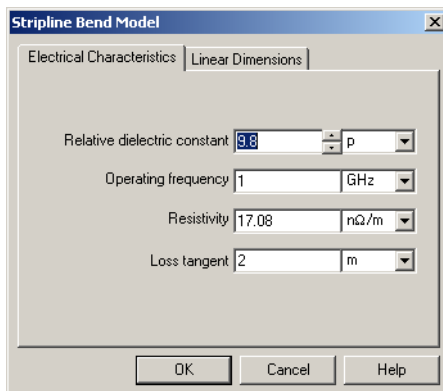 Stripline Bend Model
Electrical Characteristics Linear Dimensions
Relative dielectric constant 9.8 p
Operating frequency 1 GHz
Resistivity 17.08 nΩ/m
Loss tangent 2 m
OK Cancel Help